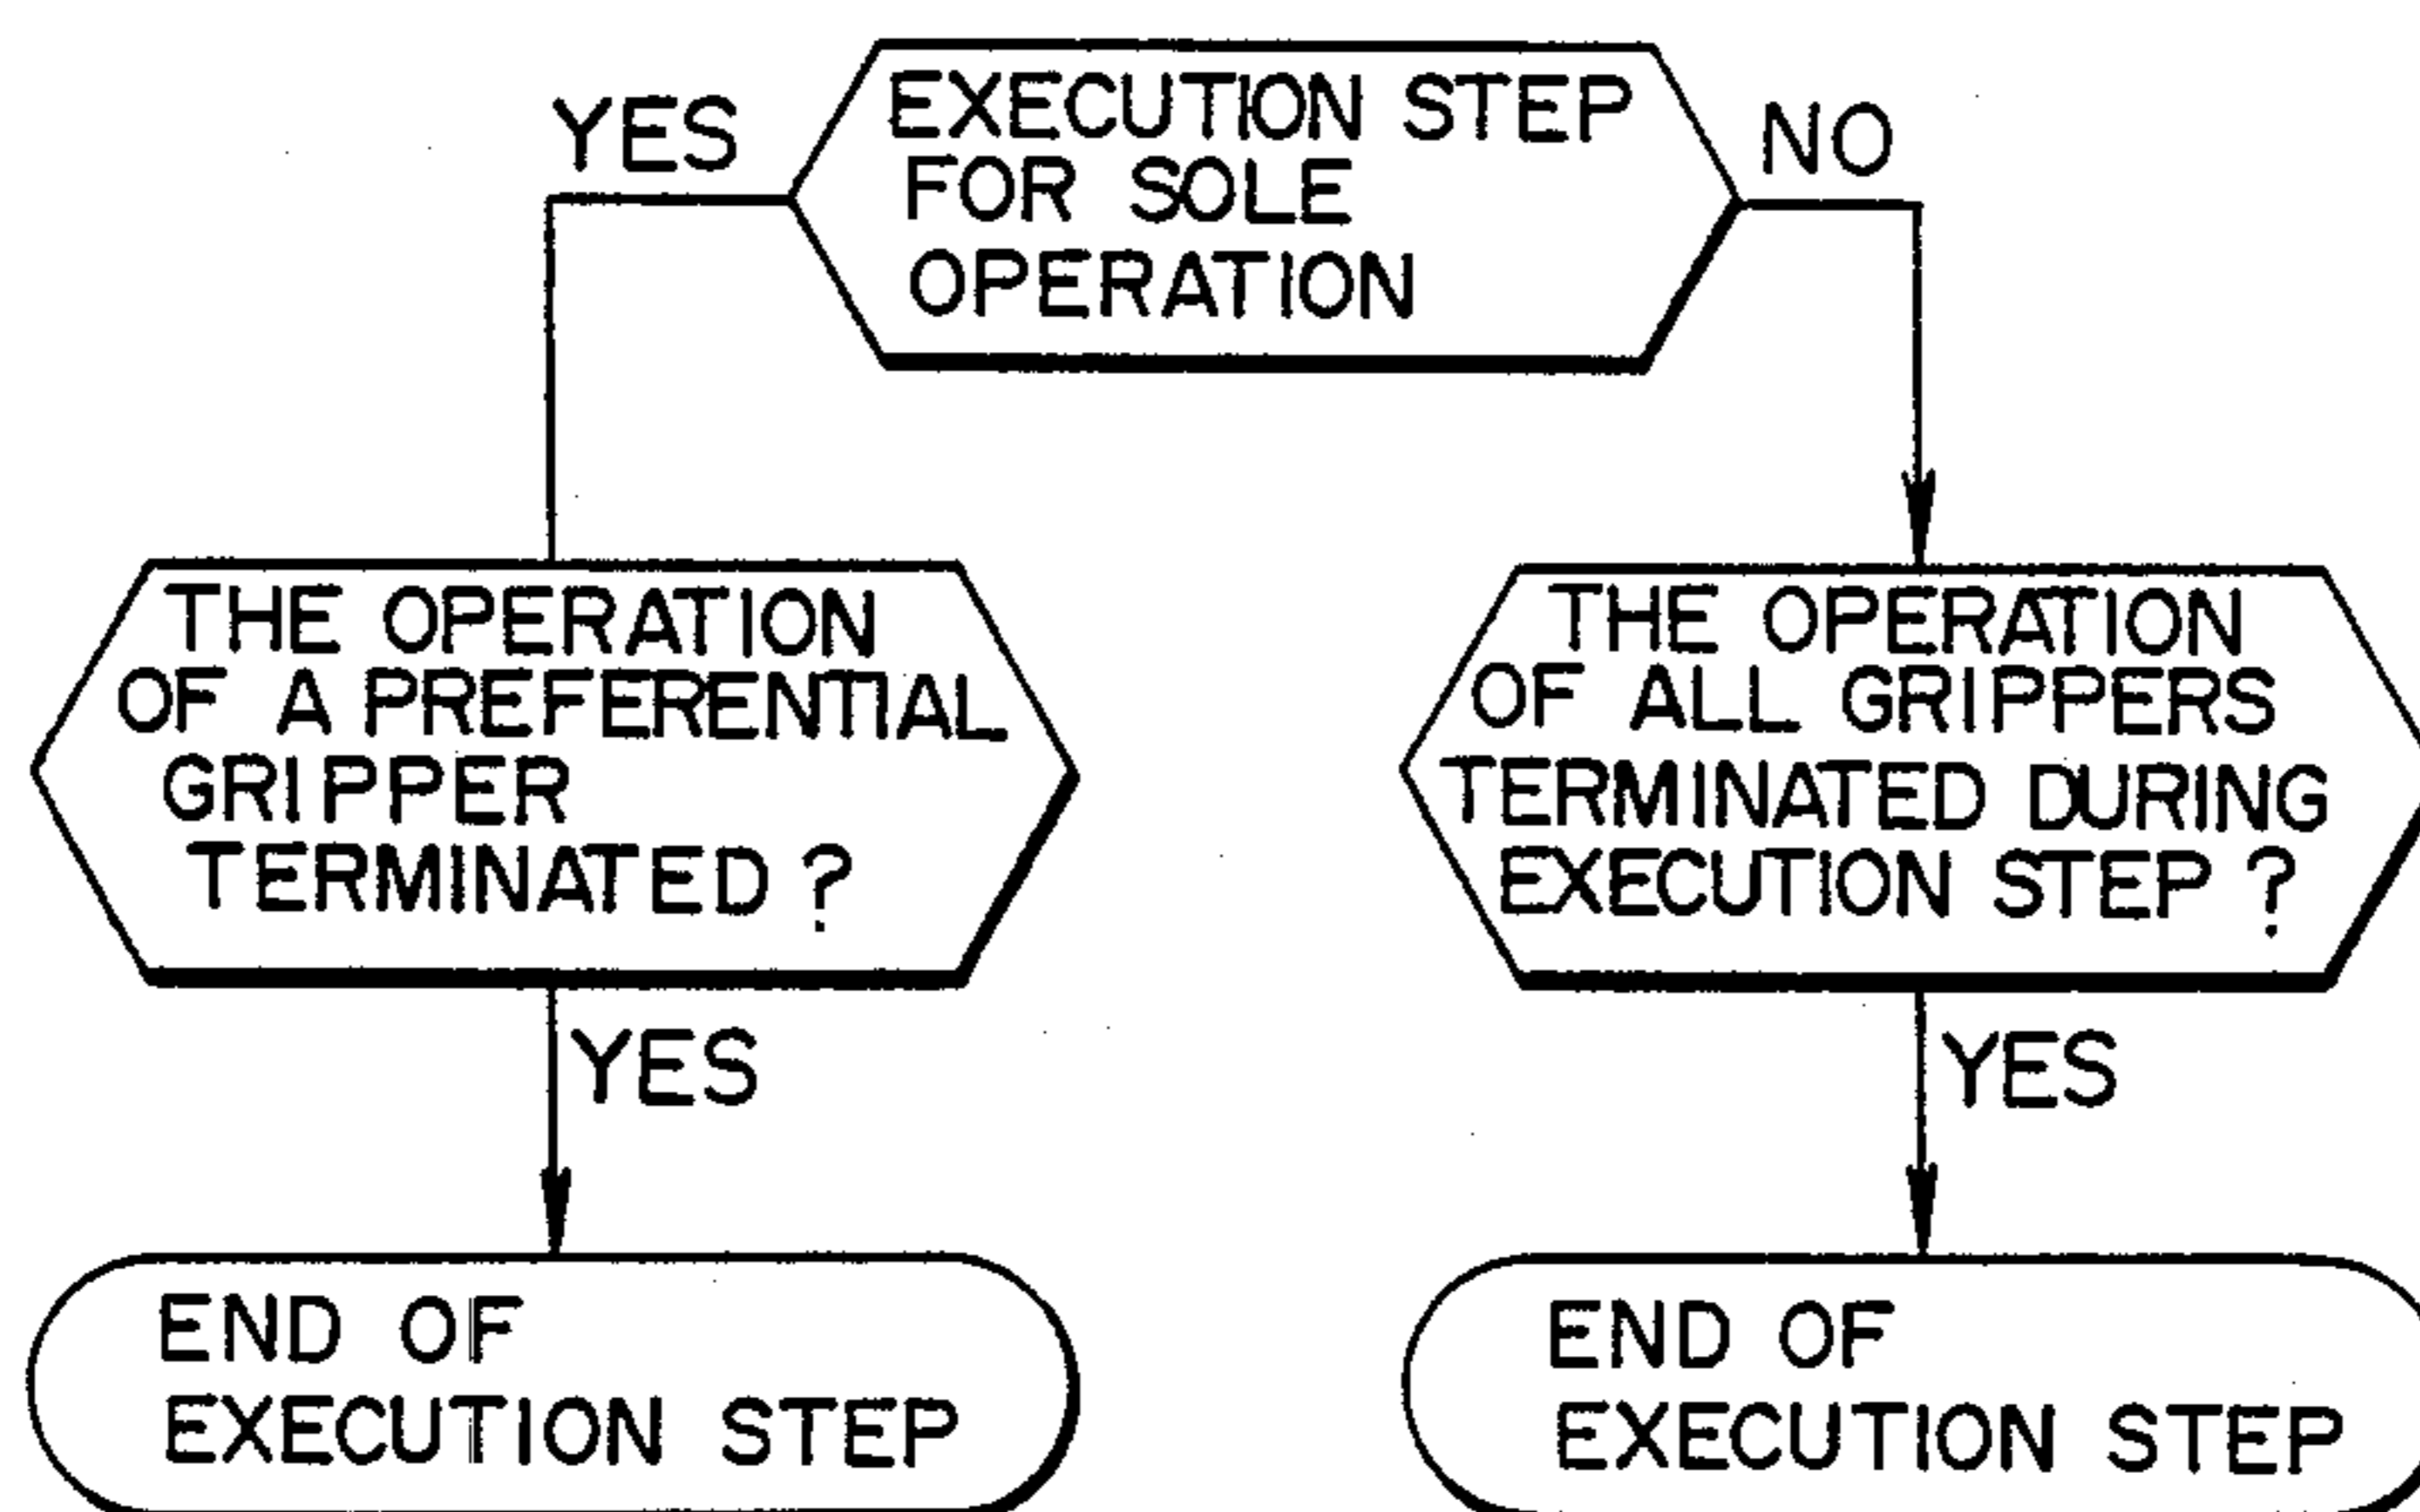 YES
EXECUTION STEP
FOR SOLE
OPERATION
NO
THE OPERATION
OF A PREFERENTIAL
GRIPPER
TERMINATED ?
THE OPERATION
OF ALL GRIPPERS
TERMINATED DURING
EXECUTION STEP ?
YES
YES
END OF
EXECUTION STEP
END OF
EXECUTION STEP